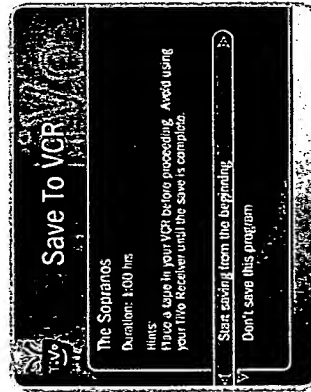 TiVo
Save To VCR
The Sopranos
Duration: 1:00 hrs
Hints:
Have a tape in your VCR before proceeding. Avoid using
your TiVo Receiver until the save is complete.
Start saving from the beginning
Don't save this program